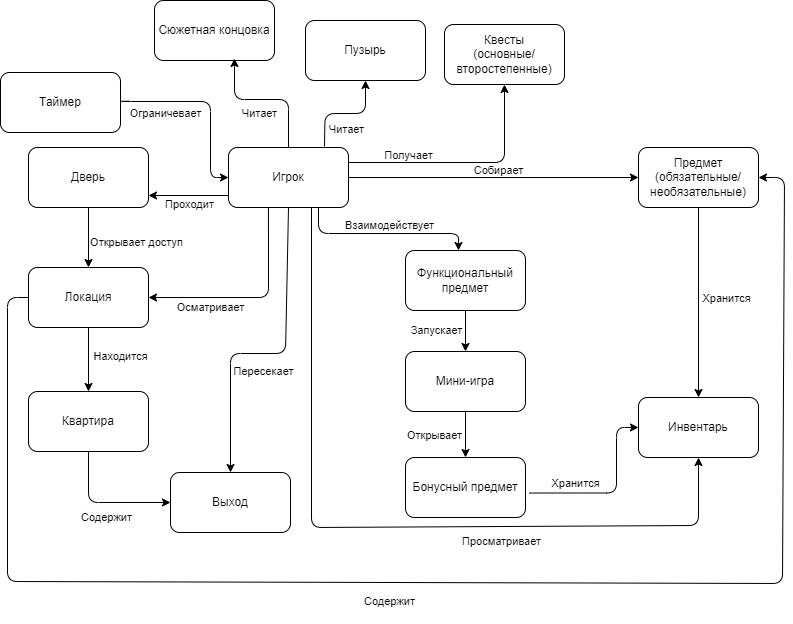 Сюжетная концовка
Пузырь
Квесты
(основные/
второстепенные)
Таймер
Ограничевает
Читает
Читает
Получает
Собирает
Дверь
Игрок
Предмет
(обязательные/
необязательные)
Проходит
Взаимодействует
Открывает доступ
Функциональный
предмет
Локация
Осматривает
Хранится
Запускает
Находится
Пересекает
Мини-игра
Квартира
Открывает
Инвентарь
Бонусный предмет
Хранится
Выход
Содержит
Просматривает
Содержит